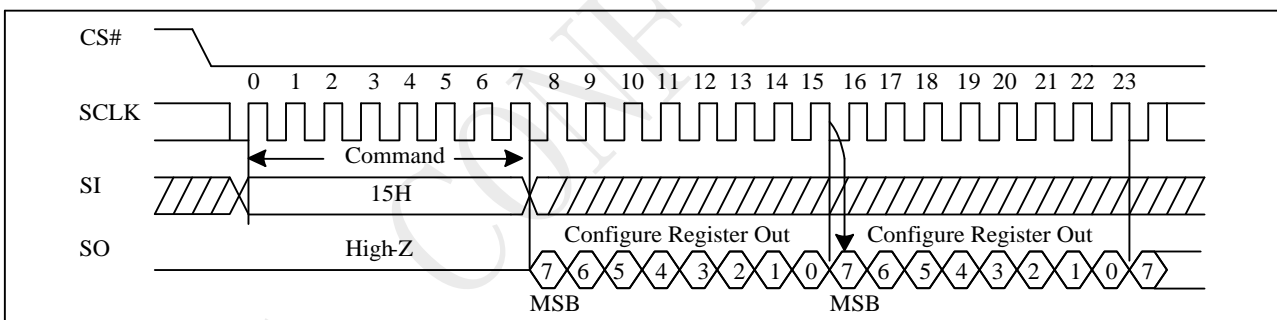 CS#
0 1 2 3 4 5 6 7 8 9 10 11 12 13 14 15 16 17 18 19 20 21 22 23
SCLK
Command
SI
15H
Configure Register Out Configure Register Out
SO
High-Z
7 6 5 4 3 2 1 0 7 6 5 4 3 2 1 0 7
MSB MSB